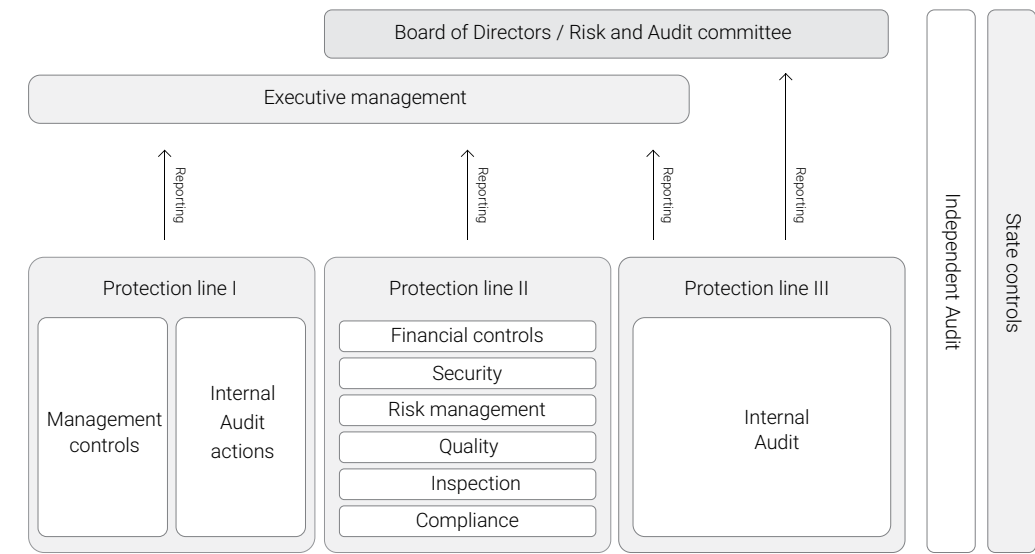 Board of Directors / Risk and Audit committee
Executive management
Reporting
Reporting
Reporting
Reporting
Protection line I
Management
controls
Internal
Audit
actions
Protection line II
Financial controls
Security
Risk management
Quality
Inspection
Compliance
Protection line III
Internal
Audit
Independent Audit
State controls